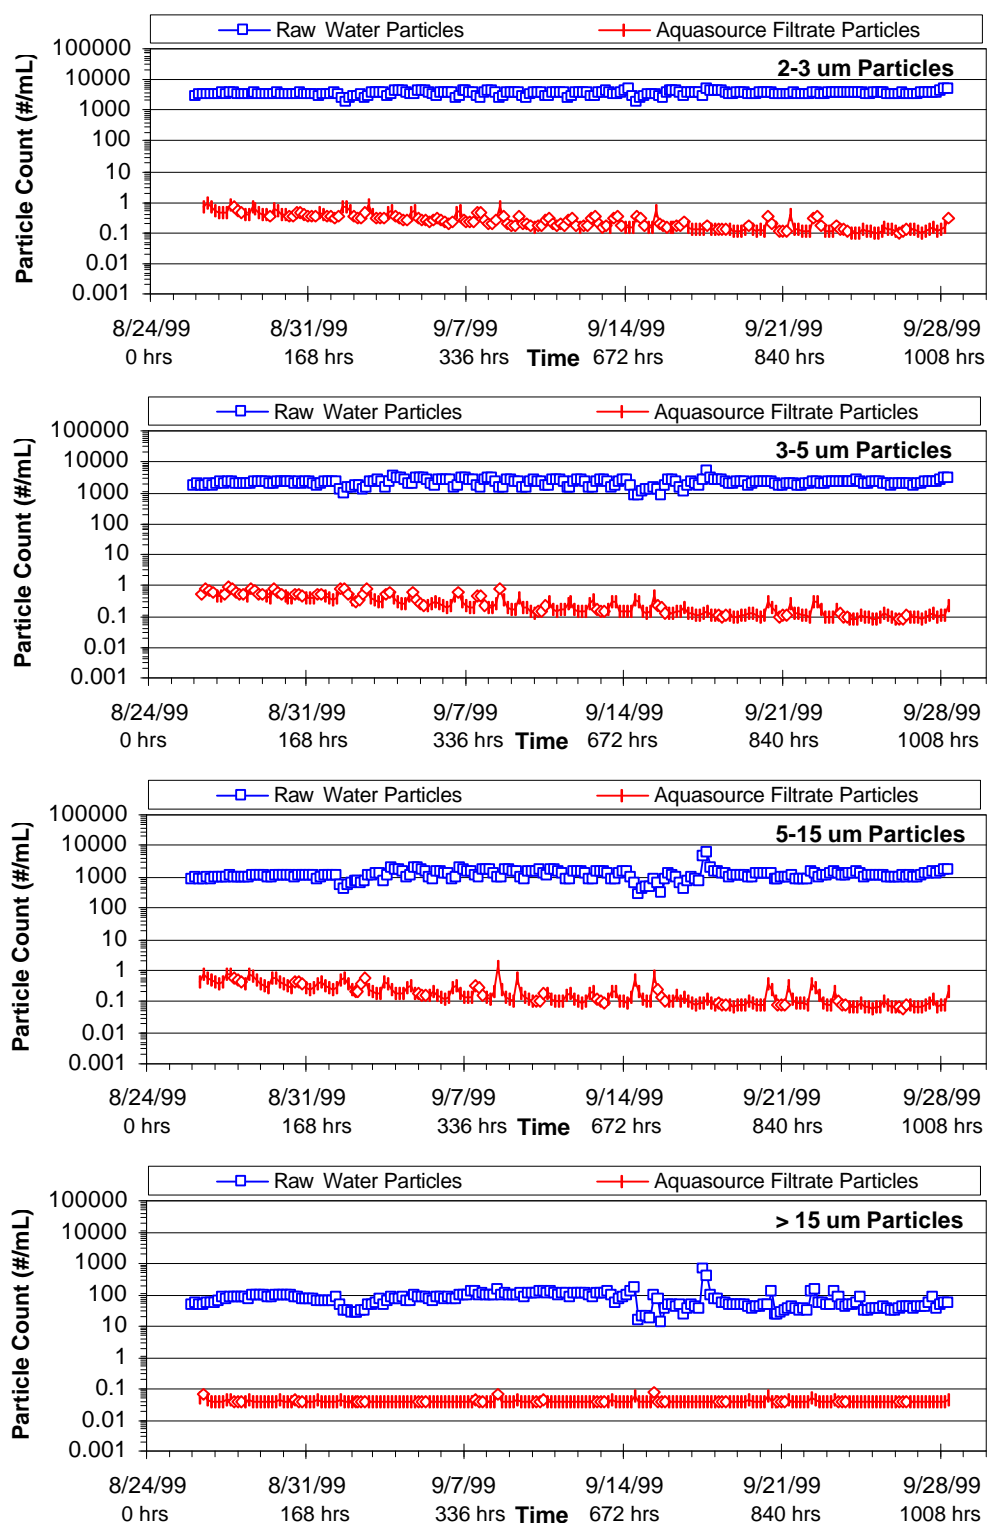 Raw Water Particles Aquasource Filtrate Particles
2-3 um Particles
Particle Count (#/mL)
100000
10000
1000
100
10
1
0.1
0.01
0.001
8/24/99 8/31/99 9/7/99 9/14/99 9/21/99 9/28/99
0 hrs 168 hrs 336 hrs Time 672 hrs 840 hrs 1008 hrs
Raw Water Particles Aquasource Filtrate Particles
3-5 um Particles
Particle Count (#/mL)
100000
10000
1000
100
10
1
0.1
0.01
0.001
8/24/99 8/31/99 9/7/99 9/14/99 9/21/99 9/28/99
0 hrs 168 hrs 336 hrs Time 672 hrs 840 hrs 1008 hrs
Raw Water Particles Aquasource Filtrate Particles
5-15 um Particles
Particle Count (#/mL)
100000
10000
1000
100
10
1
0.1
0.01
0.001
8/24/99 8/31/99 9/7/99 9/14/99 9/21/99 9/28/99
0 hrs 168 hrs 336 hrs Time 672 hrs 840 hrs 1008 hrs
Raw Water Particles Aquasource Filtrate Particles
> 15 um Particles
Particle Count (#/mL)
100000
10000
1000
100
10
1
0.1
0.01
0.001
8/24/99 8/31/99 9/7/99 9/14/99 9/21/99 9/28/99
0 hrs 168 hrs 336 hrs Time 672 hrs 840 hrs 1008 hrs